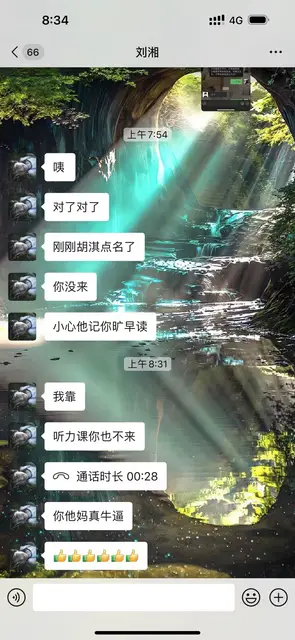 8:34
4G
66
刘湘
上午7:54
咦
对了对了
刚刚胡淇点名了
你没来
小心他记你旷早读
上午8:31
我靠
听力课你也不来
通话时长 00:28
你他妈真牛逼
👍👍👍👍👍👍